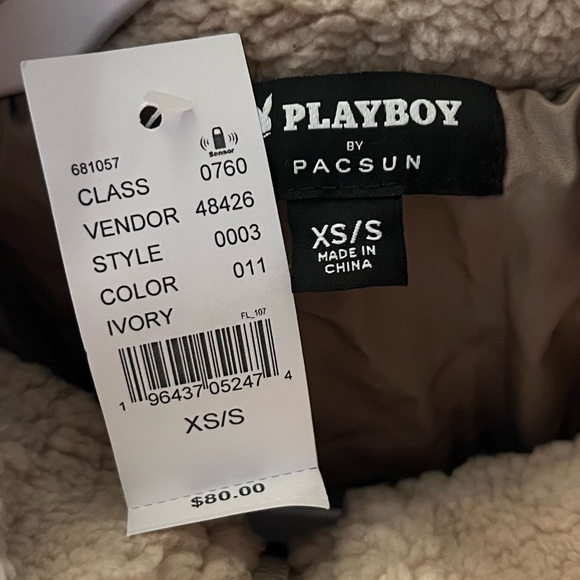 681057
Sensor
CLASS 0760
VENDOR 48426
STYLE 0003
COLOR 011
IVORY
FL_107
1 96437 05247 4
XS/S
$80.00
PLAYBOY
BY
PACSUN
XS/S
MADE IN
CHINA